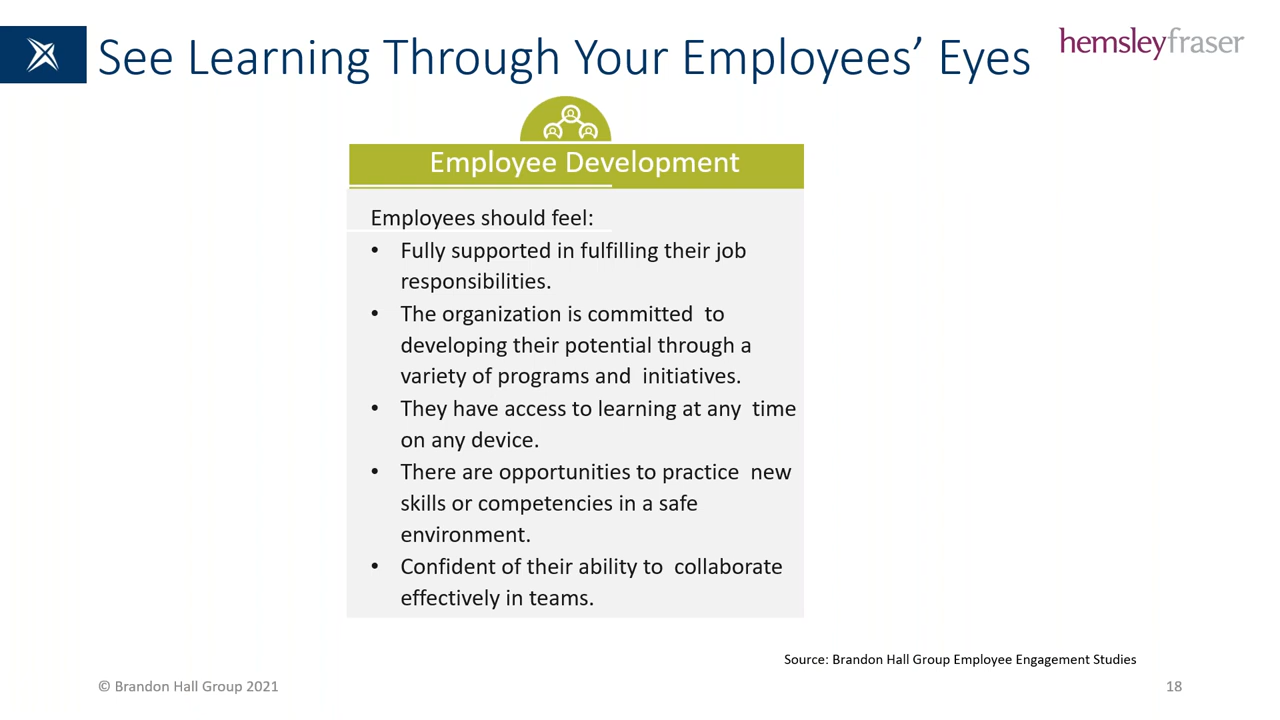 See Learning Through Your Employees’ Eyes
hemsleyfraser
Employee Development
Employees should feel:
• Fully supported in fulfilling their job
responsibilities.
• The organization is committed to
developing their potential through a
variety of programs and initiatives.
• They have access to learning at any time
on any device.
• There are opportunities to practice new
skills or competencies in a safe
environment.
• Confident of their ability to collaborate
effectively in teams.
Source: Brandon Hall Group Employee Engagement Studies
© Brandon Hall Group 2021
18